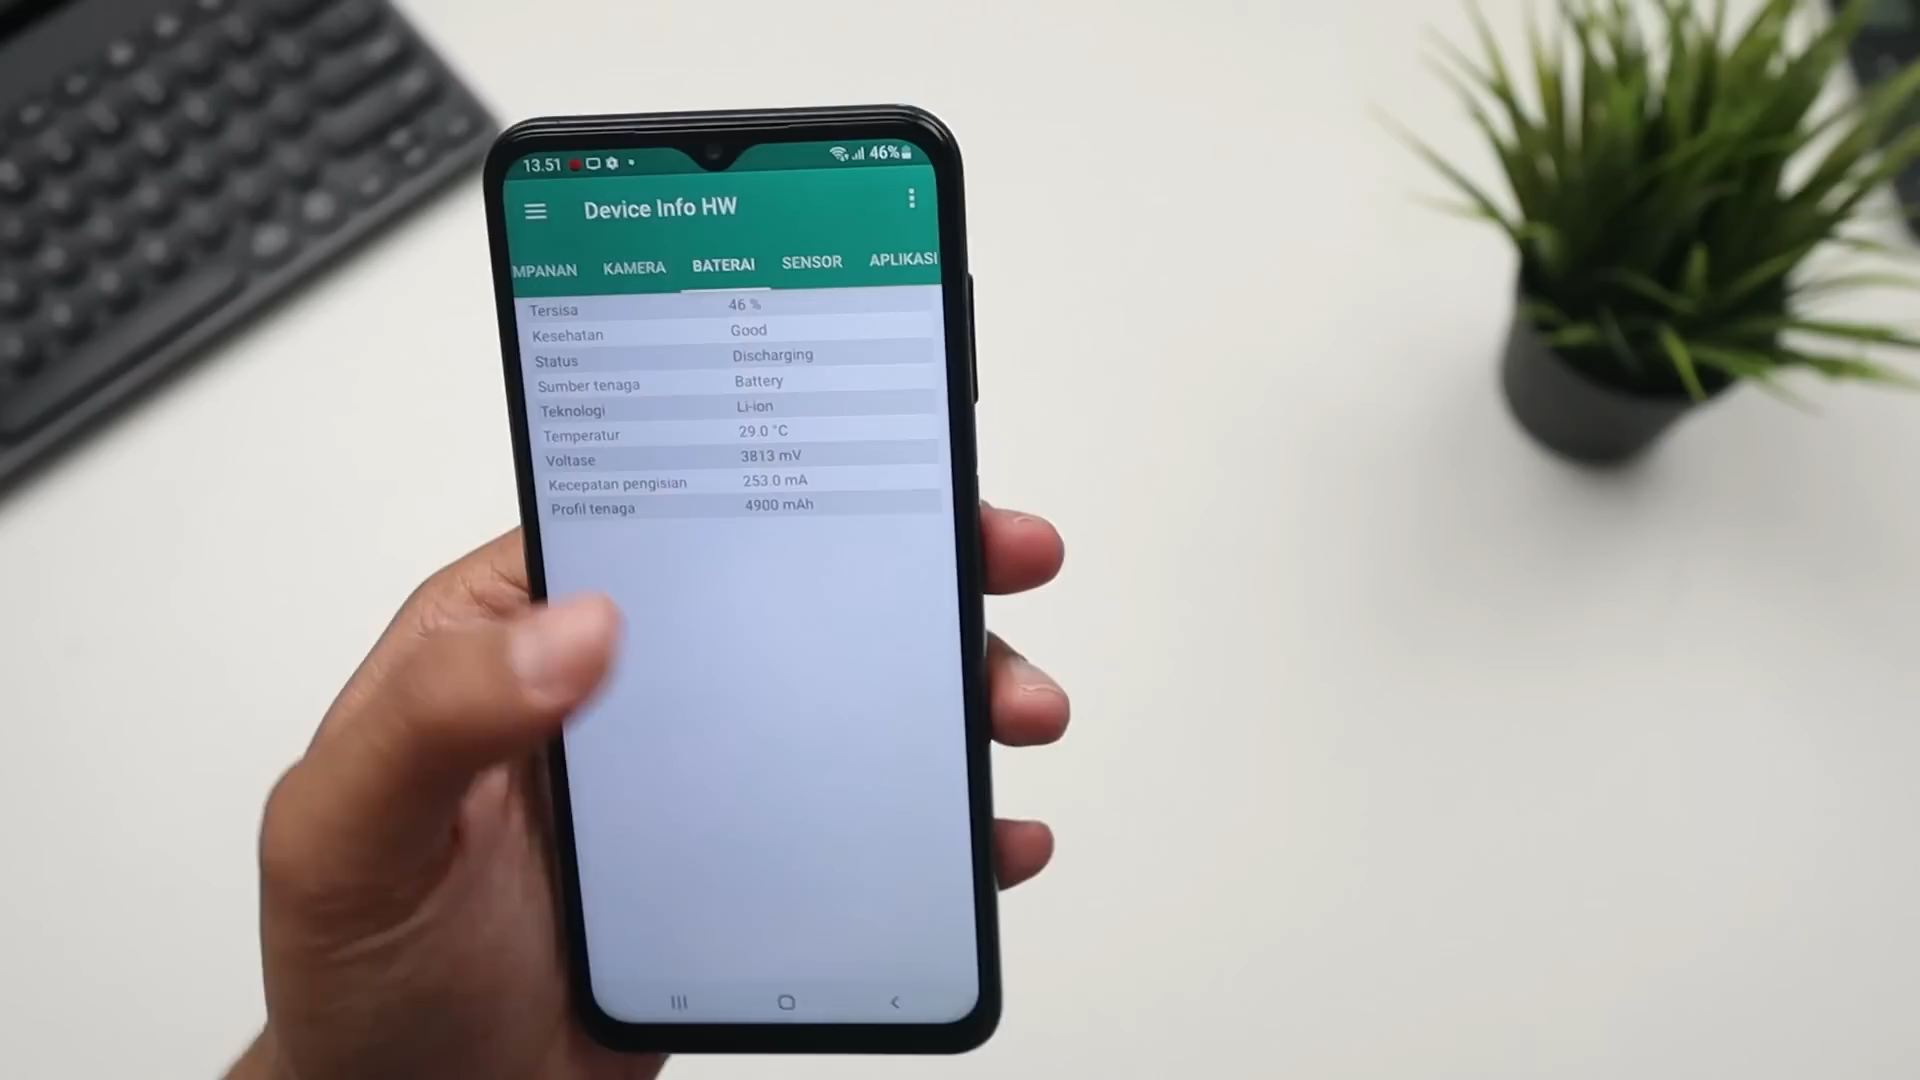 13.51 46%
Device Info HW
MPANAN KAMERA BATERAI SENSOR APLIKASI
Tersisa 46 %
Kesehatan Good
Status Discharging
Sumber tenaga Battery
Teknologi Li-ion
Temperatur 29.0 °C
Voltase 3813 mV
Kecepatan pengisian 253.0 mA
Profil tenaga 4900 mAh